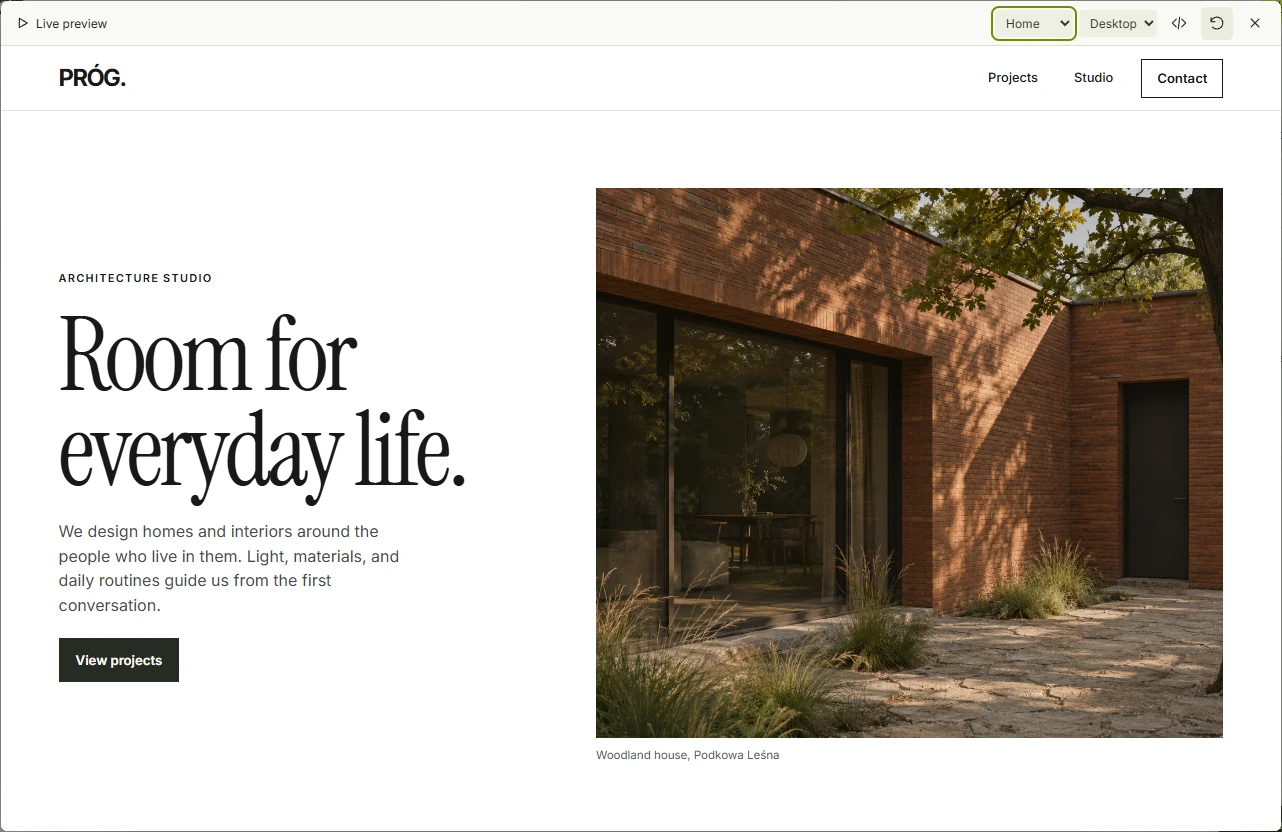 Live preview
Home
Desktop
PRÓG.
Projects
Studio
Contact
ARCHITECTURE STUDIO
Room for
everyday life.
We design homes and interiors around the
people who live in them. Light, materials, and
daily routines guide us from the first
conversation.
View projects
Woodland house, Podkowa Leśna